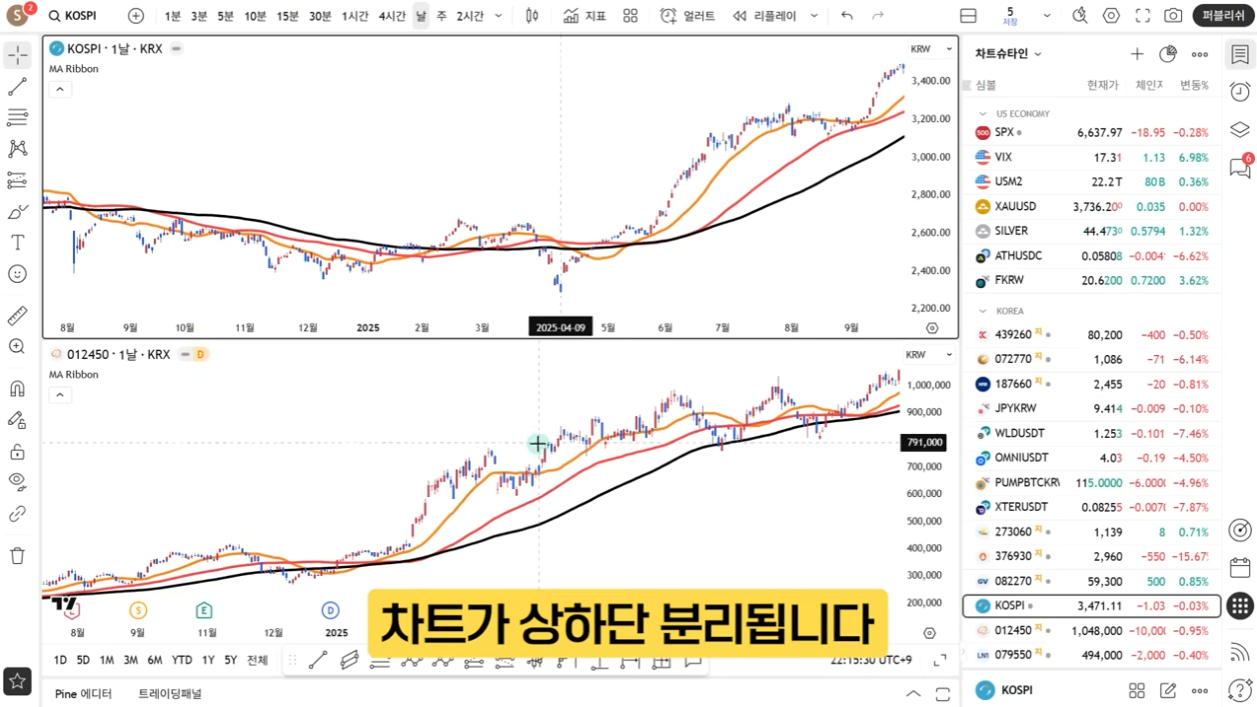 S 2 KOSPI 1분 3분 5분 10분 15분 30분 1시간 4시간 날 주 2시간 지표 얼러트 리플레이 5 저장 퍼블리쉬
KOSPI · 1날 · KRX
MA Ribbon
KRW
3,400.00
3,200.00
3,000.00
2,800.00
2,600.00
2,400.00
2,200.00
8월 9월 10월 11월 12월 2025 2월 3월 2025-04-09 5월 6월 7월 8월 9월
012450 · 1날 · KRX D
MA Ribbon
KRW
1,000,000
900,000
791,000
700,000
600,000
500,000
400,000
300,000
200,000
S E D
8월 9월 11월 12월 2025
차트가 상하단 분리됩니다
1D 5D 1M 3M 6M YTD 1Y 5Y 전체
22:15:30 UTC+9
Pine 에디터 트레이딩패널
차트슈타인
심볼 현재가 체인지 변동%
US ECONOMY
SPX 6,637.97 −18.95 −0.28%
VIX 17.31 1.13 6.98%
USM2 22.2T 80B 0.36%
XAUUSD 3,736.200 0.035 0.00%
SILVER 44.4730 0.5794 1.32%
ATHUSDC 0.05808 −0.004 −6.62%
FKRW 20.6200 0.7200 3.62%
KOREA
439260 지 80,200 −400 −0.50%
072770 지 1,086 −71 −6.14%
187660 지 2,455 −20 −0.81%
JPYKRW 9.414 −0.009 −0.10%
WLDUSDT 1.253 −0.101 −7.46%
OMNIUSDT 4.03 −0.19 −4.50%
PUMPBTCKRW 115.0000 −6.000 −4.96%
XTERUSDT 0.08255 −0.007 −7.87%
273060 지 1,139 8 0.71%
376930 지 2,960 −550 −15.67%
082270 지 59,300 500 0.85%
KOSPI 3,471.11 −1.03 −0.03%
012450 지 1,048,000 −10,000 −0.95%
079550 지 494,000 −2,000 −0.40%
KOSPI
6